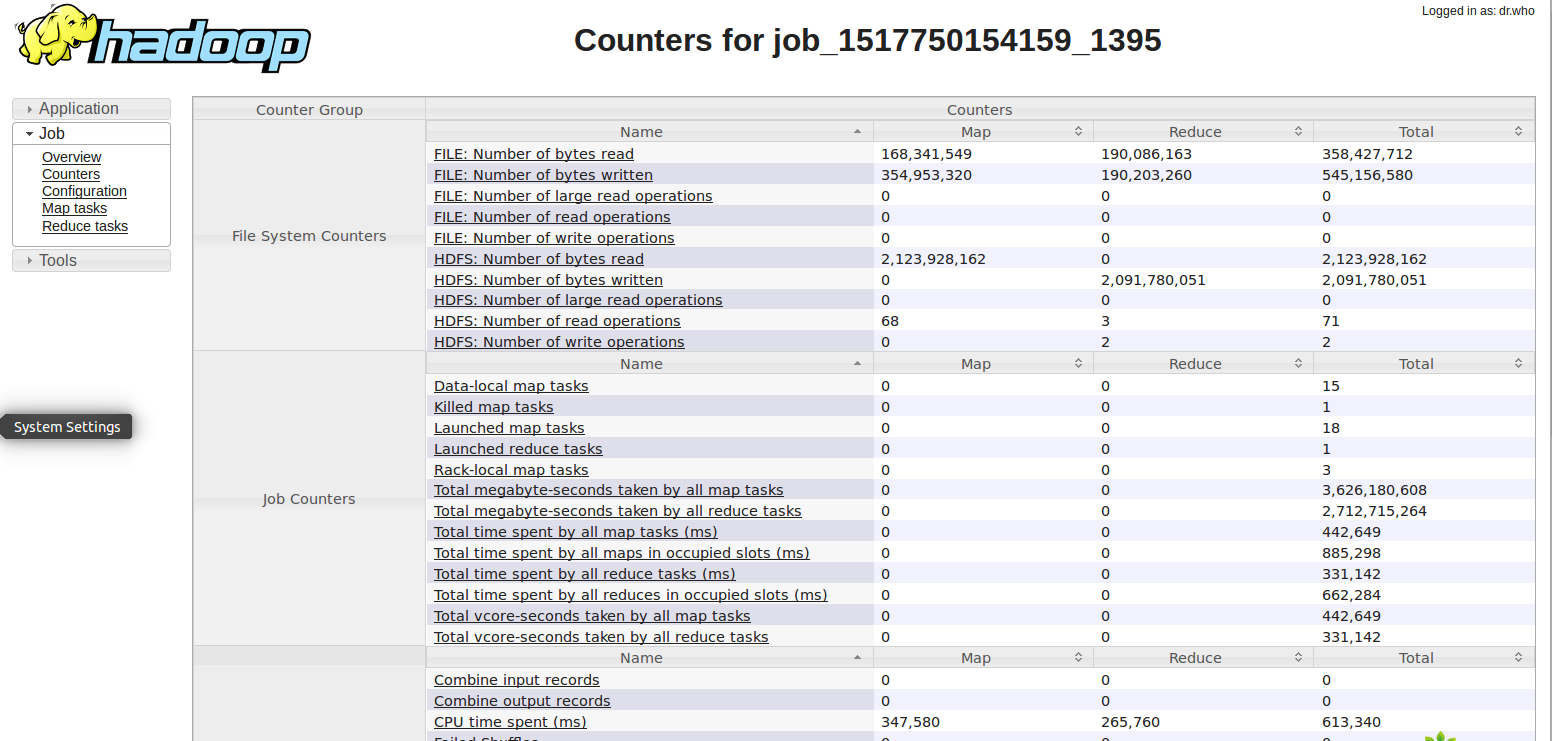 Logged in as: dr.who
hadoop
Counters for job_1517750154159_1395
Application
Job
Overview
Counters
Configuration
Map tasks
Reduce tasks
Tools
System Settings
Counter Group Counters
File System Counters
Name Map Reduce Total
FILE: Number of bytes read 168,341,549 190,086,163 358,427,712
FILE: Number of bytes written 354,953,320 190,203,260 545,156,580
FILE: Number of large read operations 0 0 0
FILE: Number of read operations 0 0 0
FILE: Number of write operations 0 0 0
HDFS: Number of bytes read 2,123,928,162 0 2,123,928,162
HDFS: Number of bytes written 0 2,091,780,051 2,091,780,051
HDFS: Number of large read operations 0 0 0
HDFS: Number of read operations 68 3 71
HDFS: Number of write operations 0 2 2
Job Counters
Name Map Reduce Total
Data-local map tasks 0 0 15
Killed map tasks 0 0 1
Launched map tasks 0 0 18
Launched reduce tasks 0 0 1
Rack-local map tasks 0 0 3
Total megabyte-seconds taken by all map tasks 0 0 3,626,180,608
Total megabyte-seconds taken by all reduce tasks 0 0 2,712,715,264
Total time spent by all map tasks (ms) 0 0 442,649
Total time spent by all maps in occupied slots (ms) 0 0 885,298
Total time spent by all reduce tasks (ms) 0 0 331,142
Total time spent by all reduces in occupied slots (ms) 0 0 662,284
Total vcore-seconds taken by all map tasks 0 0 442,649
Total vcore-seconds taken by all reduce tasks 0 0 331,142
Name Map Reduce Total
Combine input records 0 0 0
Combine output records 0 0 0
CPU time spent (ms) 347,580 265,760 613,340
Failed Shuffles